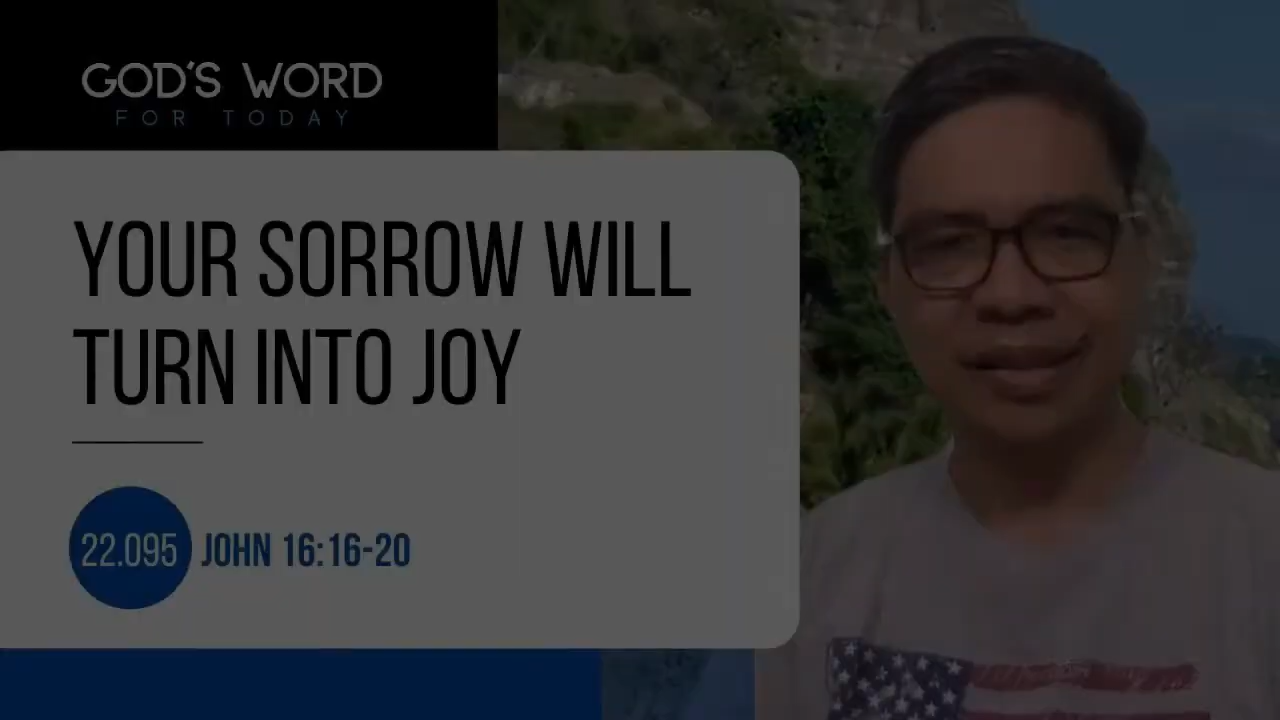 GOD'S WORD
FOR TODAY
YOUR SORROW WILL
TURN INTO JOY
22.095 JOHN 16:16-20